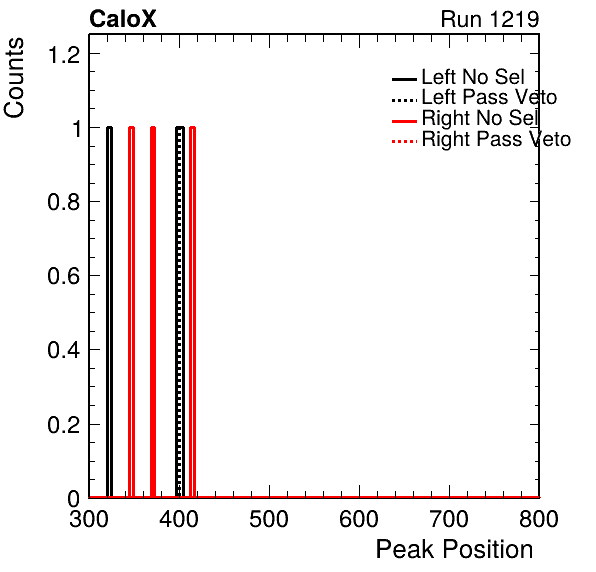 CaloX Run 1219
Counts
1.2
1
0.8
0.6
0.4
0.2
0
Left No Sel
Left Pass Veto
Right No Sel
Right Pass Veto
300 400 500 600 700 800
Peak Position